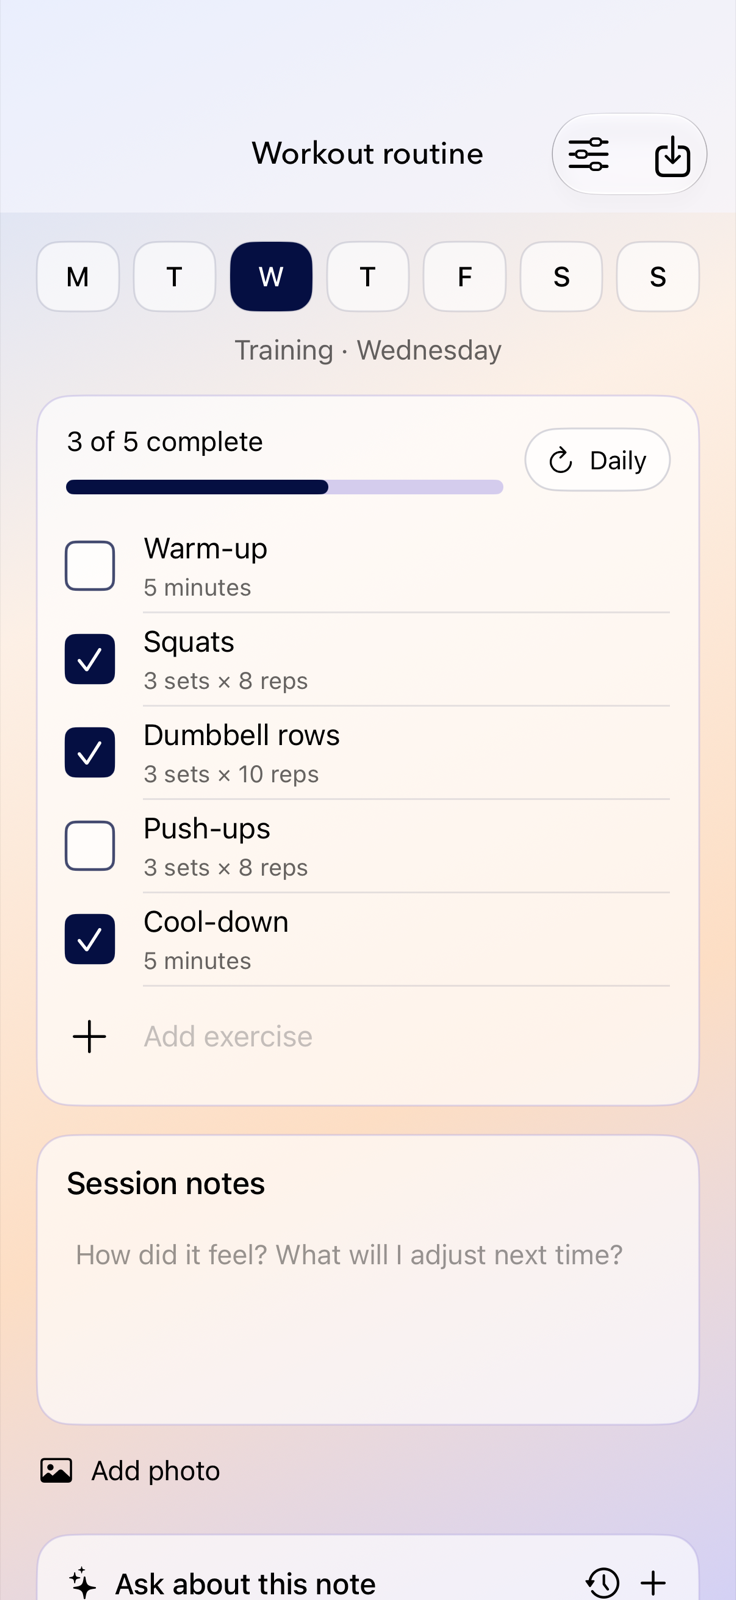 Workout routine
M T W T F S S
Training · Wednesday
3 of 5 complete
Daily
Warm-up
5 minutes
Squats
3 sets × 8 reps
Dumbbell rows
3 sets × 10 reps
Push-ups
3 sets × 8 reps
Cool-down
5 minutes
Add exercise
Session notes
How did it feel? What will I adjust next time?
Add photo
Ask about this note